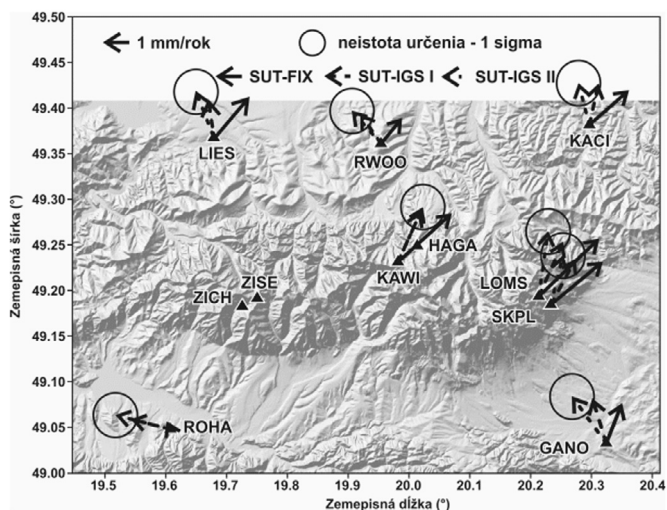 49.50
1 mm/rok
neistota určenia - 1 sigma
49.45
SUT-FIX
SUT-IGS I
SUT-IGS II
49.40
LIES
RWOO
KACI
49.35
49.30
49.25
HAGA
KAWI
LOMS
49.20
ZISE
ZICH
SKPL
49.15
49.10
49.05
ROHA
GANO
49.00
19.5
19.6
19.7
19.8
19.9
20.0
20.1
20.2
20.3
20.4
Zemepisná šírka (°)
Zemepisná dĺžka (°)